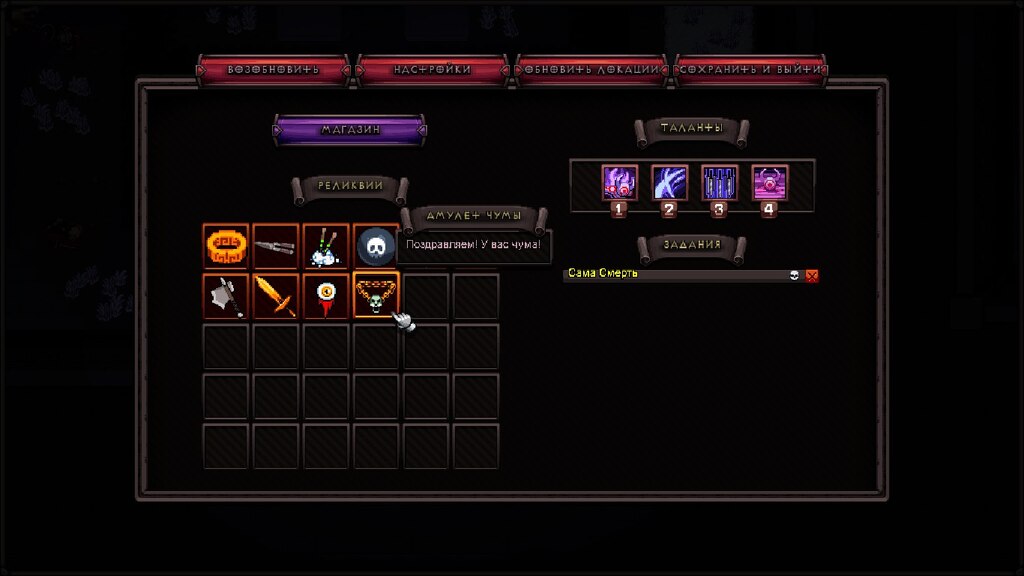 ВОЗОБНОВИТЬ
НАСТРОЙКИ
ОБНОВИТЬ ЛОКАЦИИ
СОХРАНИТЬ И ВЫЙТИ
МАГАЗИН
ТАЛАНТЫ
1 2 3 4
РЕЛИКВИИ
АМУЛЕТ ЧУМЫ
Поздравляем! У вас чума!
ЗАДАНИЯ
Сама Смерть